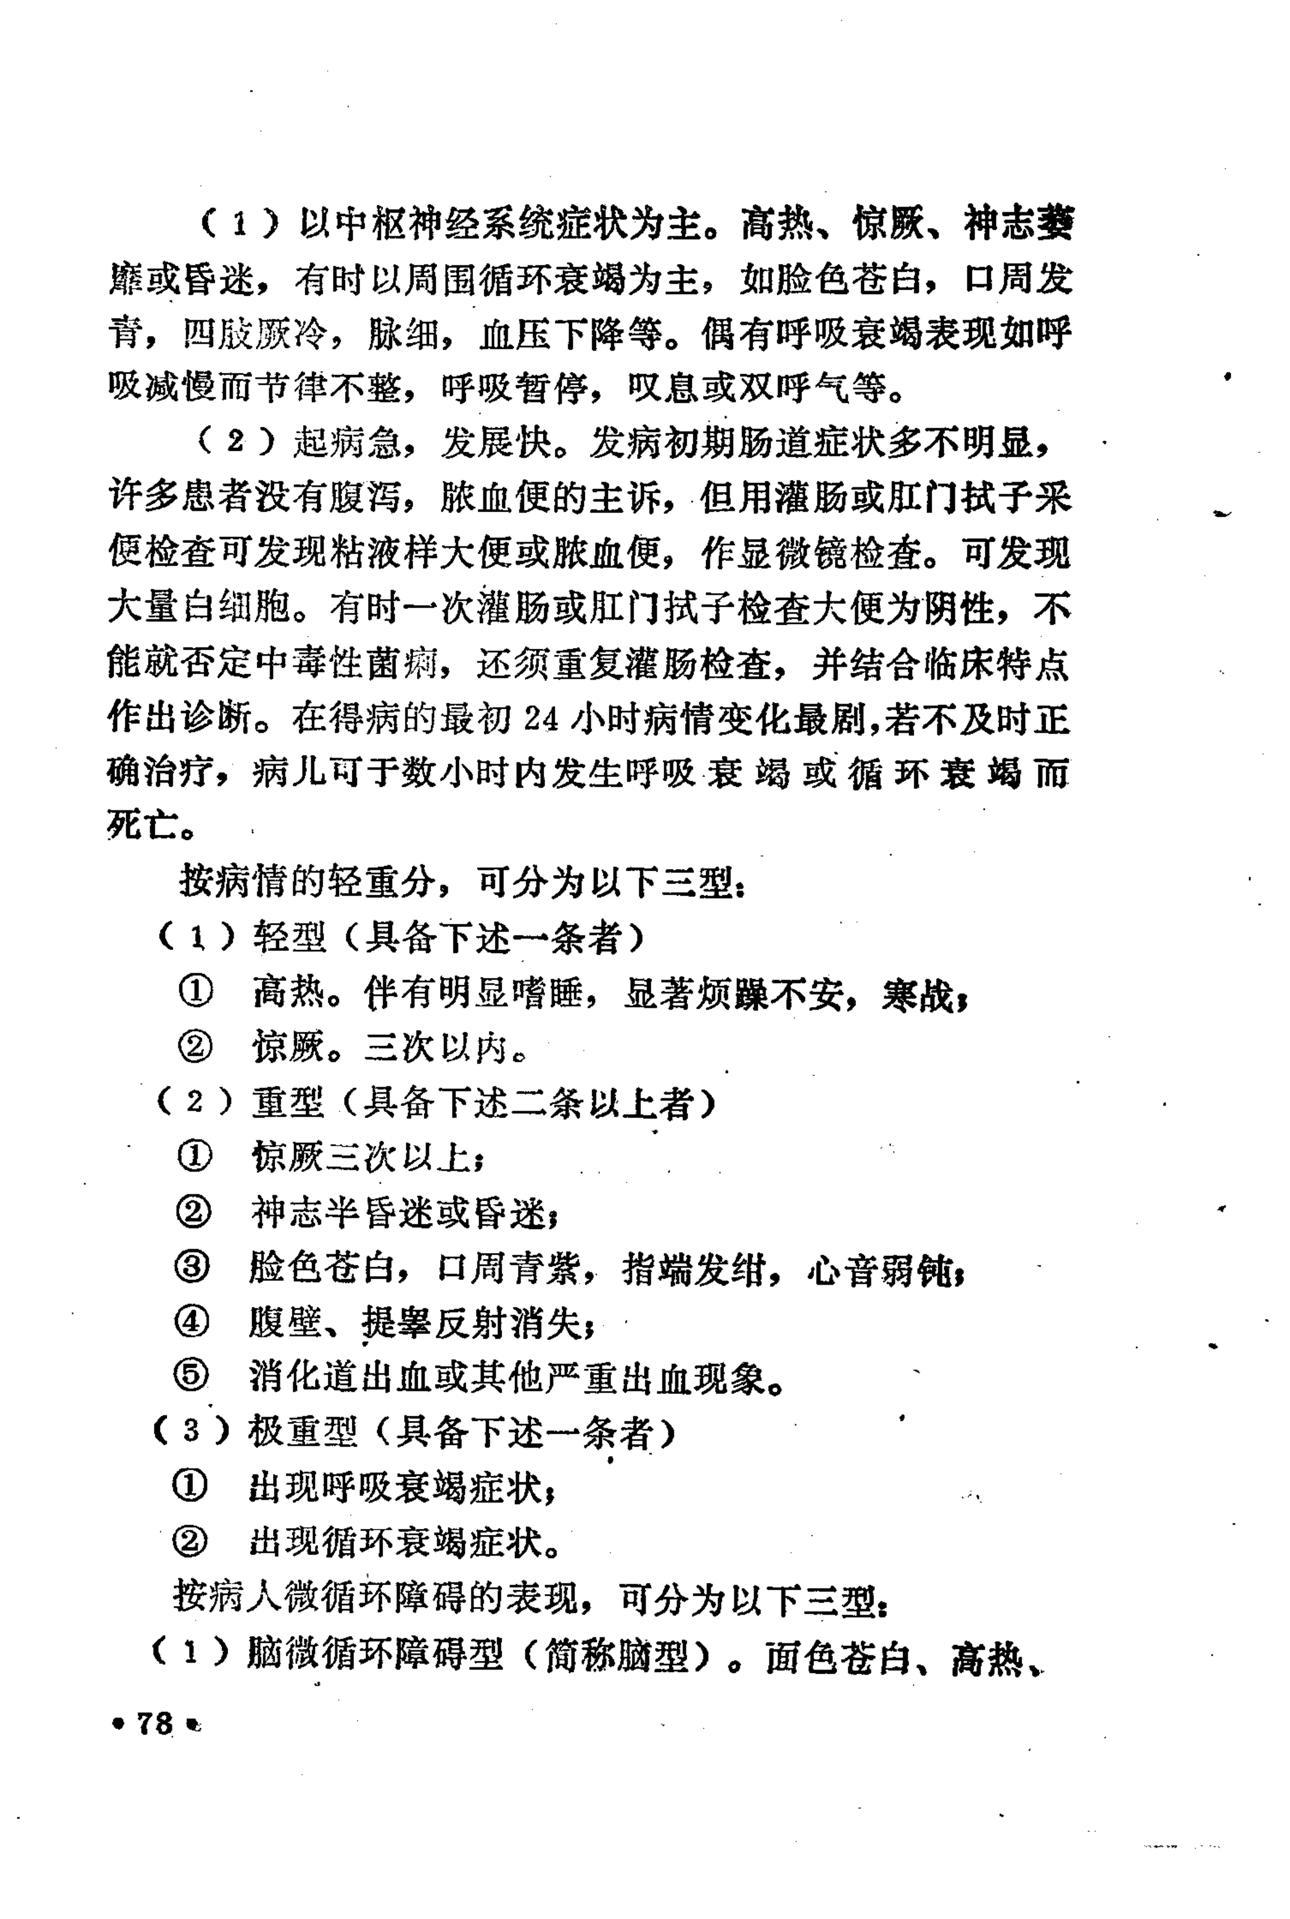 （1）以中枢神经系统症状为主。高热、惊厥、神志萎
靡或昏迷，有时以周围循环衰竭为主，如脸色苍白，口周发
青，四肢厥冷，脉细，血压下降等。偶有呼吸衰竭表现如呼
吸减慢而节律不整，呼吸暂停，叹息或双呼气等。
（2）起病急，发展快。发病初期肠道症状多不明显，
许多患者没有腹泻，脓血便的主诉，但用灌肠或肛门拭子采
便检查可发现粘液样大便或脓血便，作显微镜检查。可发现
大量白细胞。有时一次灌肠或肛门拭子检查大便为阴性，不
能就否定中毒性菌痢，还须重复灌肠检查，并结合临床特点
作出诊断。在得病的最初24小时病情变化最剧，若不及时正
确治疗，病儿可于数小时内发生呼吸衰竭或循环衰竭而
死亡。
按病情的轻重分，可分为以下三型：
（1）轻型（具备下述一条者）
① 高热。伴有明显嗜睡，显著烦躁不安，寒战；
② 惊厥。三次以内。
（2）重型（具备下述二条以上者）
① 惊厥三次以上；
② 神志半昏迷或昏迷；
③ 脸色苍白，口周青紫，指端发绀，心音弱钝；
④ 腹壁、提睾反射消失；
⑤ 消化道出血或其他严重出血现象。
（3）极重型（具备下述一条者）
① 出现呼吸衰竭症状；
② 出现循环衰竭症状。
按病人微循环障碍的表现，可分为以下三型：
（1）脑微循环障碍型（简称脑型）。面色苍白、高热、
•78•